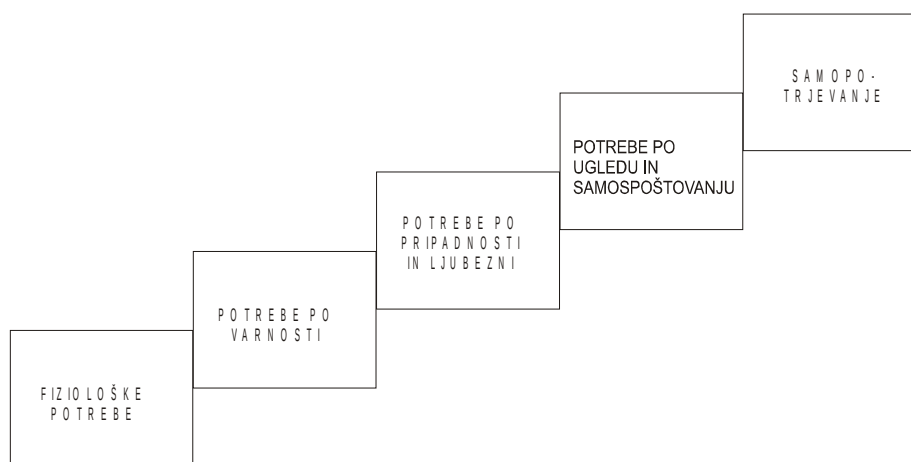 SAMOPO-
TRJEVANJE
POTREBE PO
UGLEDU IN
SAMOSPOŠTOVANJU
POTREBE PO
PRIPADNOSTI
IN LJUBEZNI
POTREBE PO
VARNOSTI
FIZIOLOŠKE
POTREBE